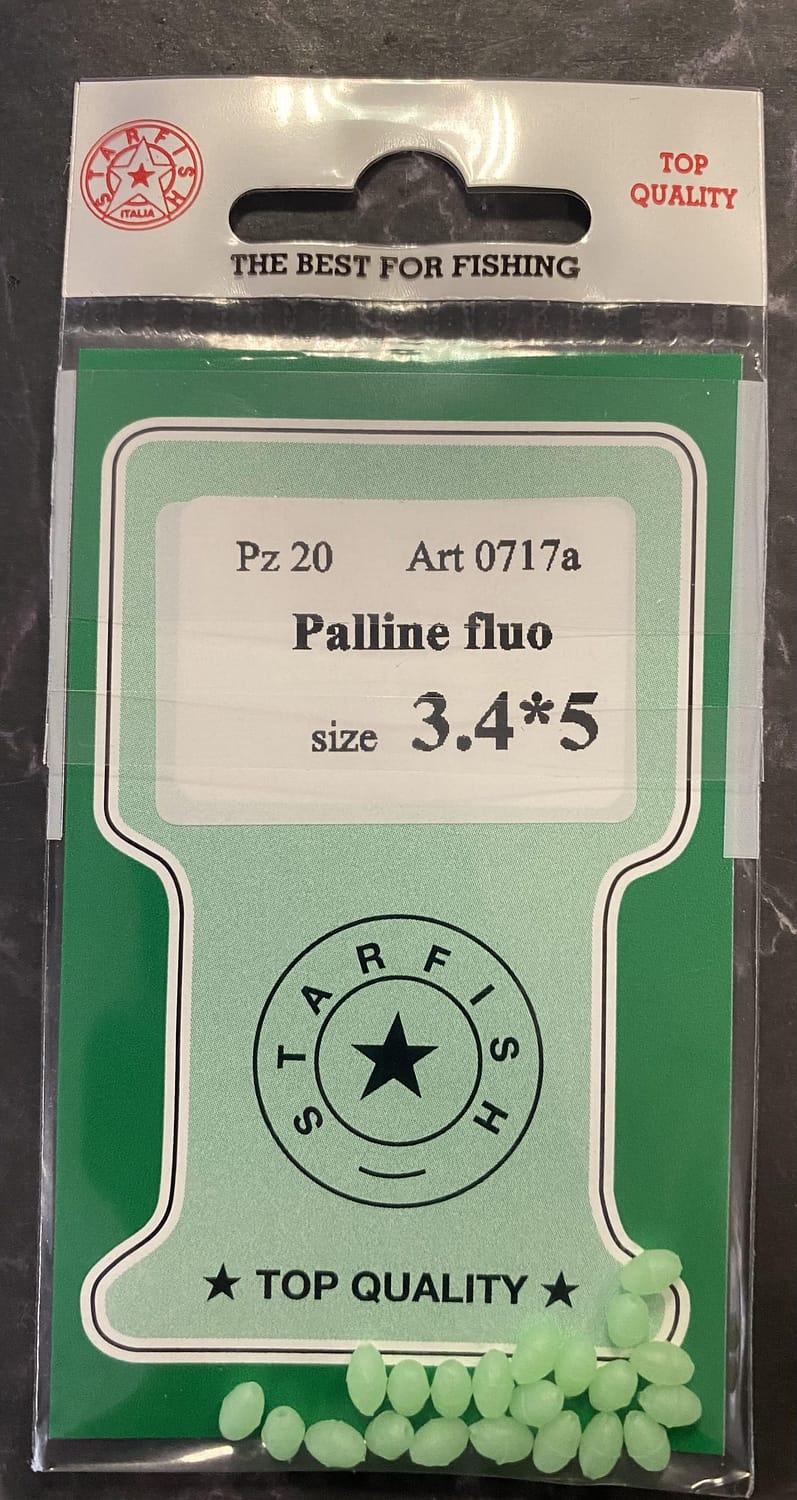 STARFISH
ITALIA
TOP
QUALITY
THE BEST FOR FISHING
Pz 20 Art 0717a
Palline fluo
size 3.4*5
STARFISH
★ TOP QUALITY ★